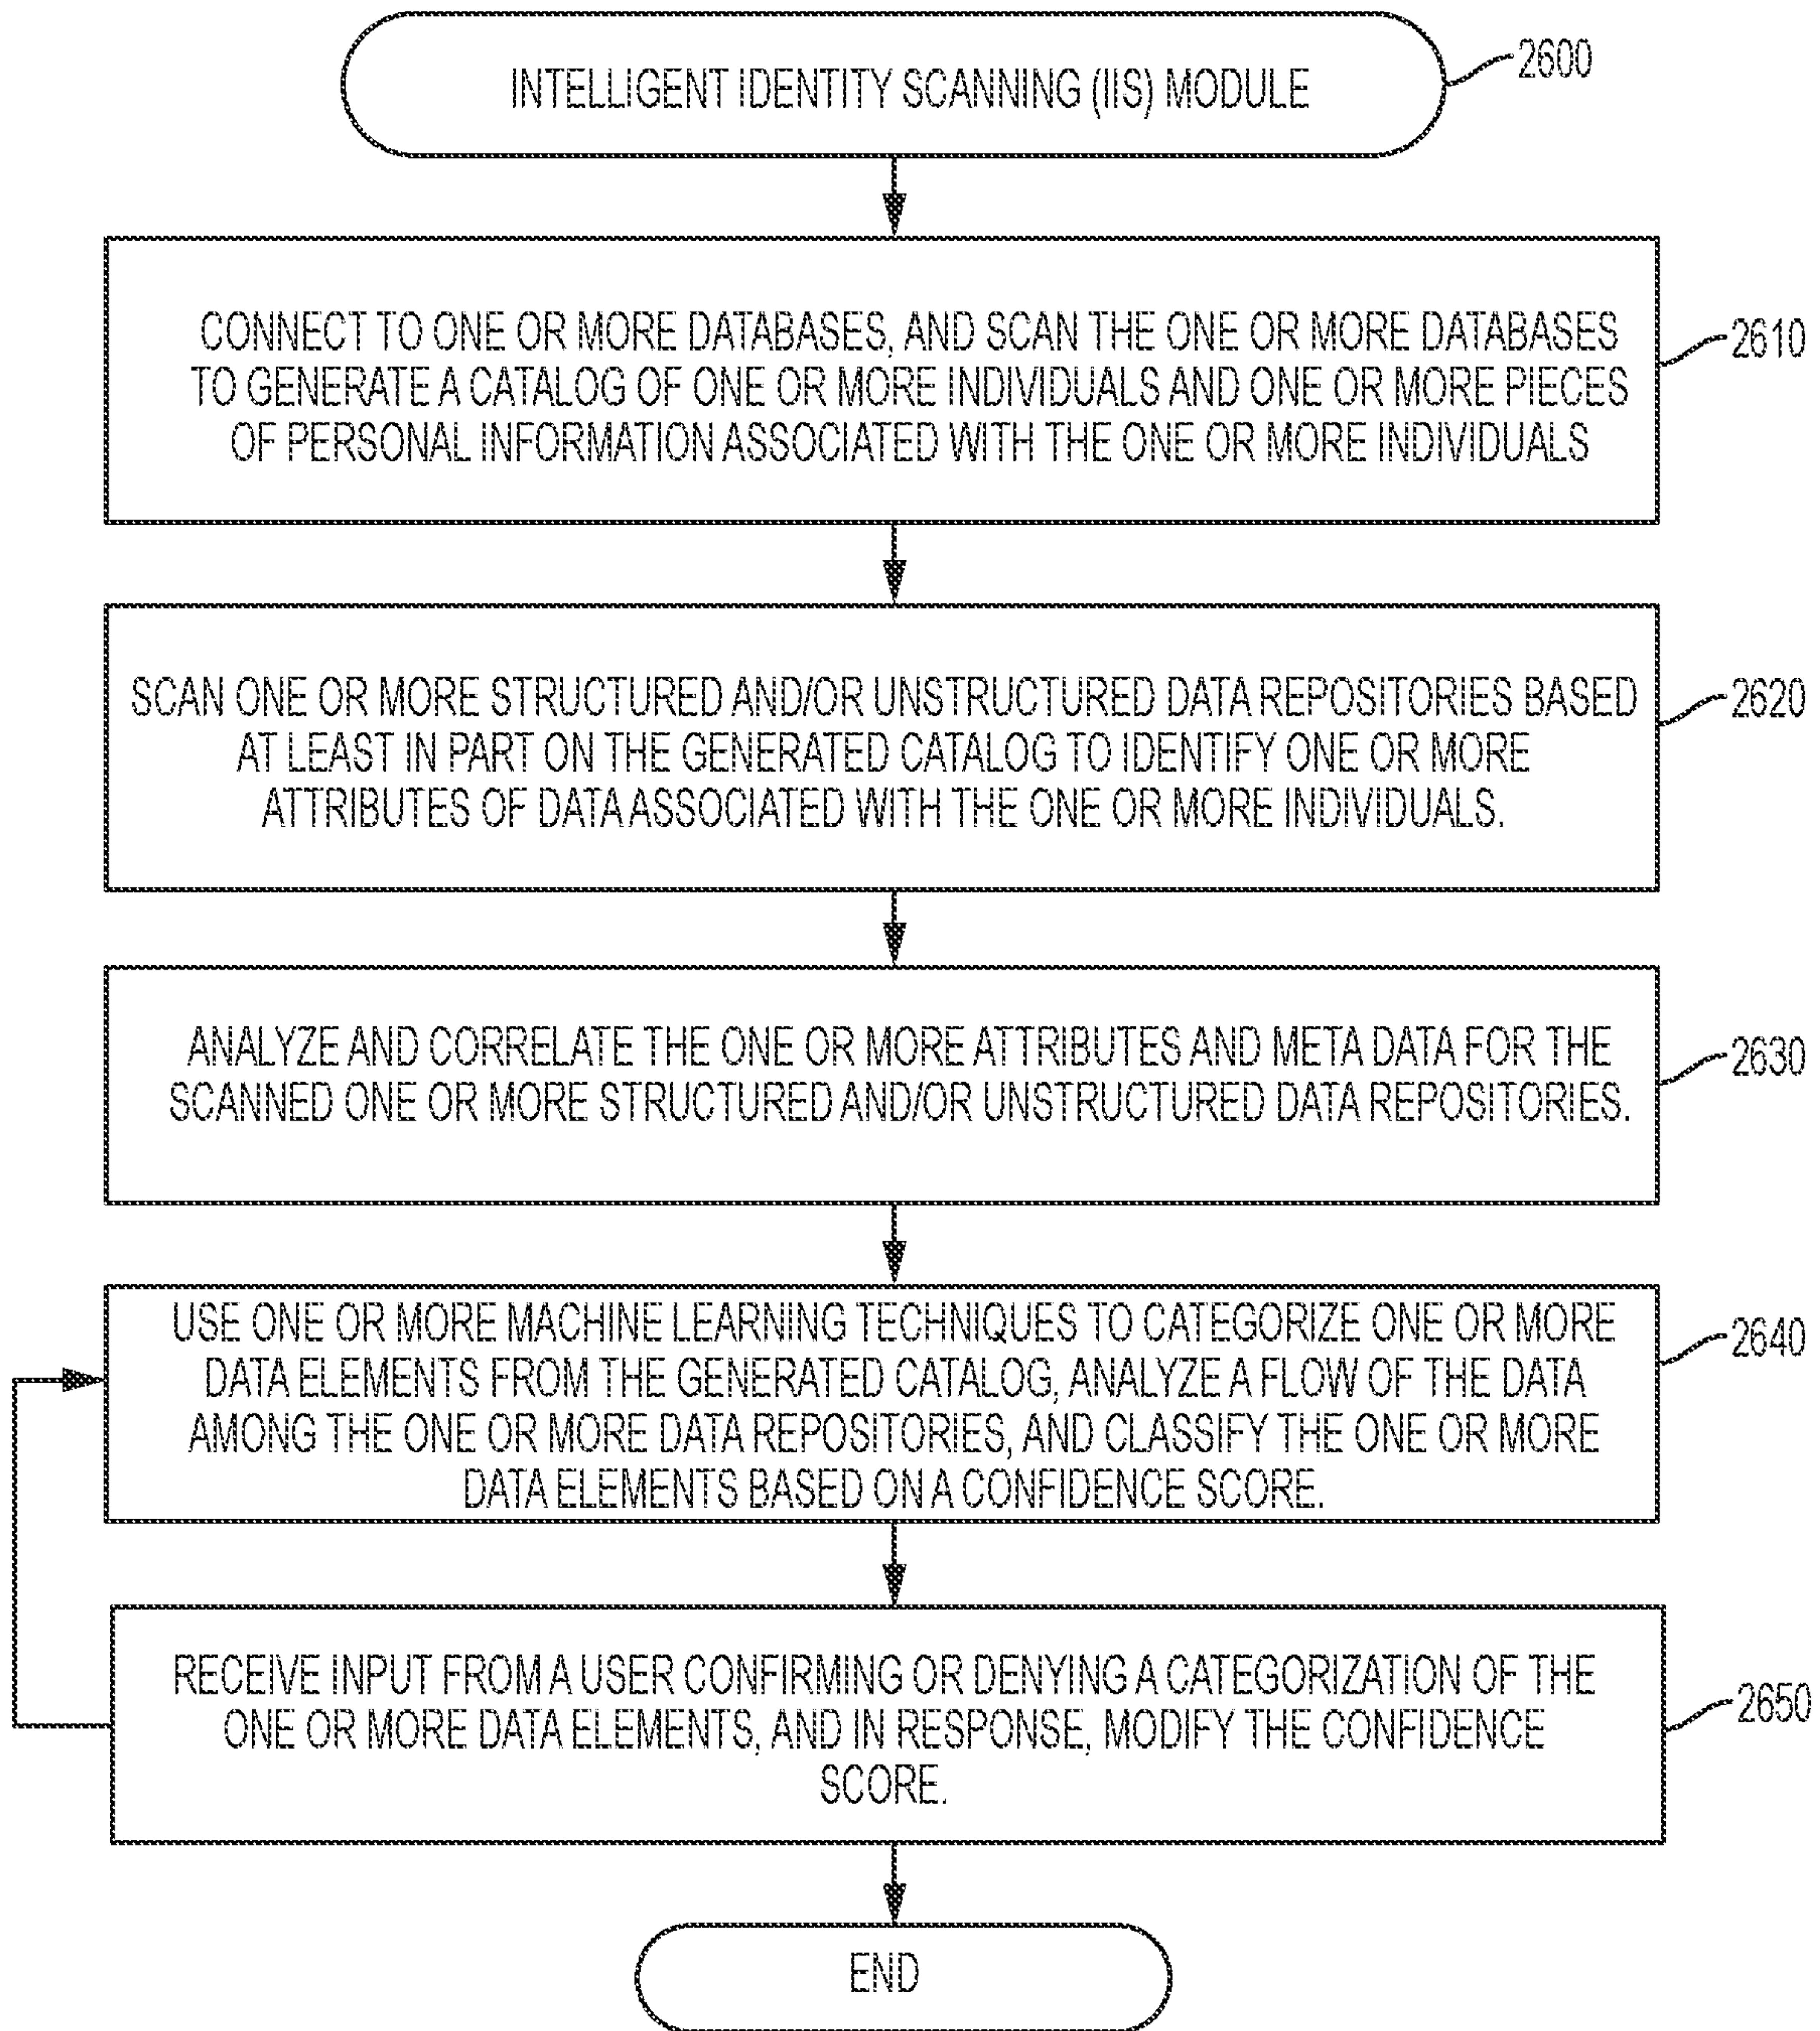 INTELLIGENT IDENTITY SCANNING (IIS) MODULE
2600
CONNECT TO ONE OR MORE DATABASES, AND SCAN THE ONE OR MORE DATABASES
TO GENERATE A CATALOG OF ONE OR MORE INDIVIDUALS AND ONE OR MORE PIECES
OF PERSONAL INFORMATION ASSOCIATED WITH THE ONE OR MORE INDIVIDUALS
2610
SCAN ONE OR MORE STRUCTURED AND/OR UNSTRUCTURED DATA REPOSITORIES BASED
AT LEAST IN PART ON THE GENERATED CATALOG TO IDENTIFY ONE OR MORE
ATTRIBUTES OF DATA ASSOCIATED WITH THE ONE OR MORE INDIVIDUALS.
2620
ANALYZE AND CORRELATE THE ONE OR MORE ATTRIBUTES AND META DATA FOR THE
SCANNED ONE OR MORE STRUCTURED AND/OR UNSTRUCTURED DATA REPOSITORIES.
2630
USE ONE OR MORE MACHINE LEARNING TECHNIQUES TO CATEGORIZE ONE OR MORE
DATA ELEMENTS FROM THE GENERATED CATALOG, ANALYZE A FLOW OF THE DATA
AMONG THE ONE OR MORE DATA REPOSITORIES, AND CLASSIFY THE ONE OR MORE
DATA ELEMENTS BASED ON A CONFIDENCE SCORE.
2640
RECEIVE INPUT FROM A USER CONFIRMING OR DENYING A CATEGORIZATION OF THE
ONE OR MORE DATA ELEMENTS, AND IN RESPONSE, MODIFY THE CONFIDENCE
SCORE.
2650
END